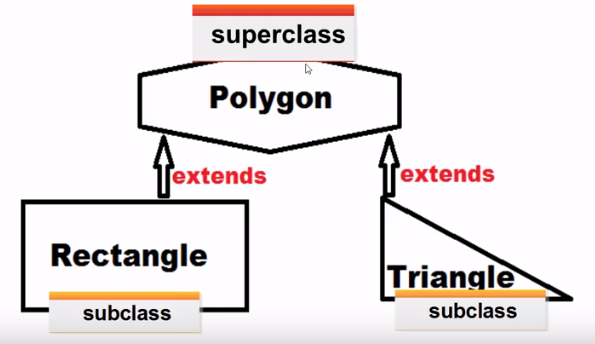 superclass
Polygon
extends
extends
Rectangle
Triangle
subclass
subclass